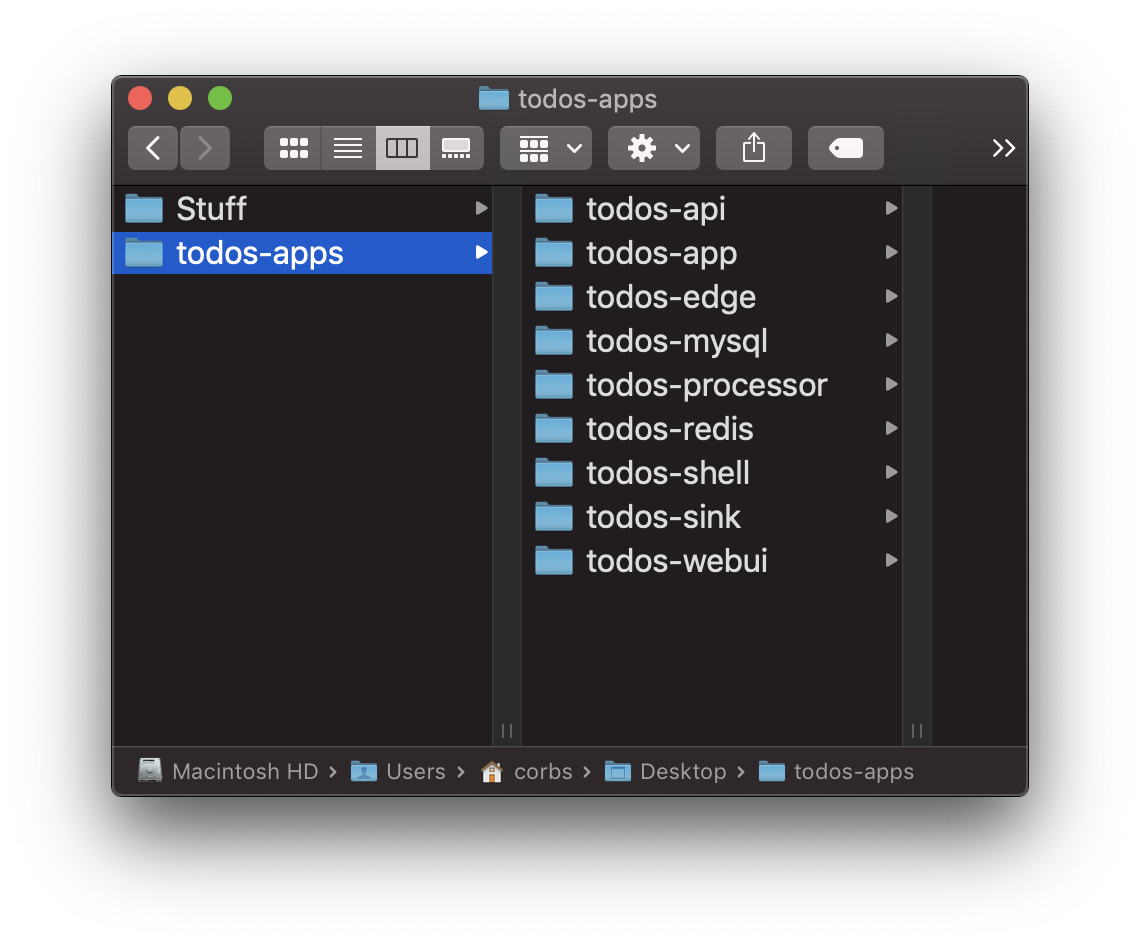 todos-apps
Stuff
todos-apps
todos-api
todos-app
todos-edge
todos-mysql
todos-processor
todos-redis
todos-shell
todos-sink
todos-webui
Macintosh HD › Users › corbs › Desktop › todos-apps